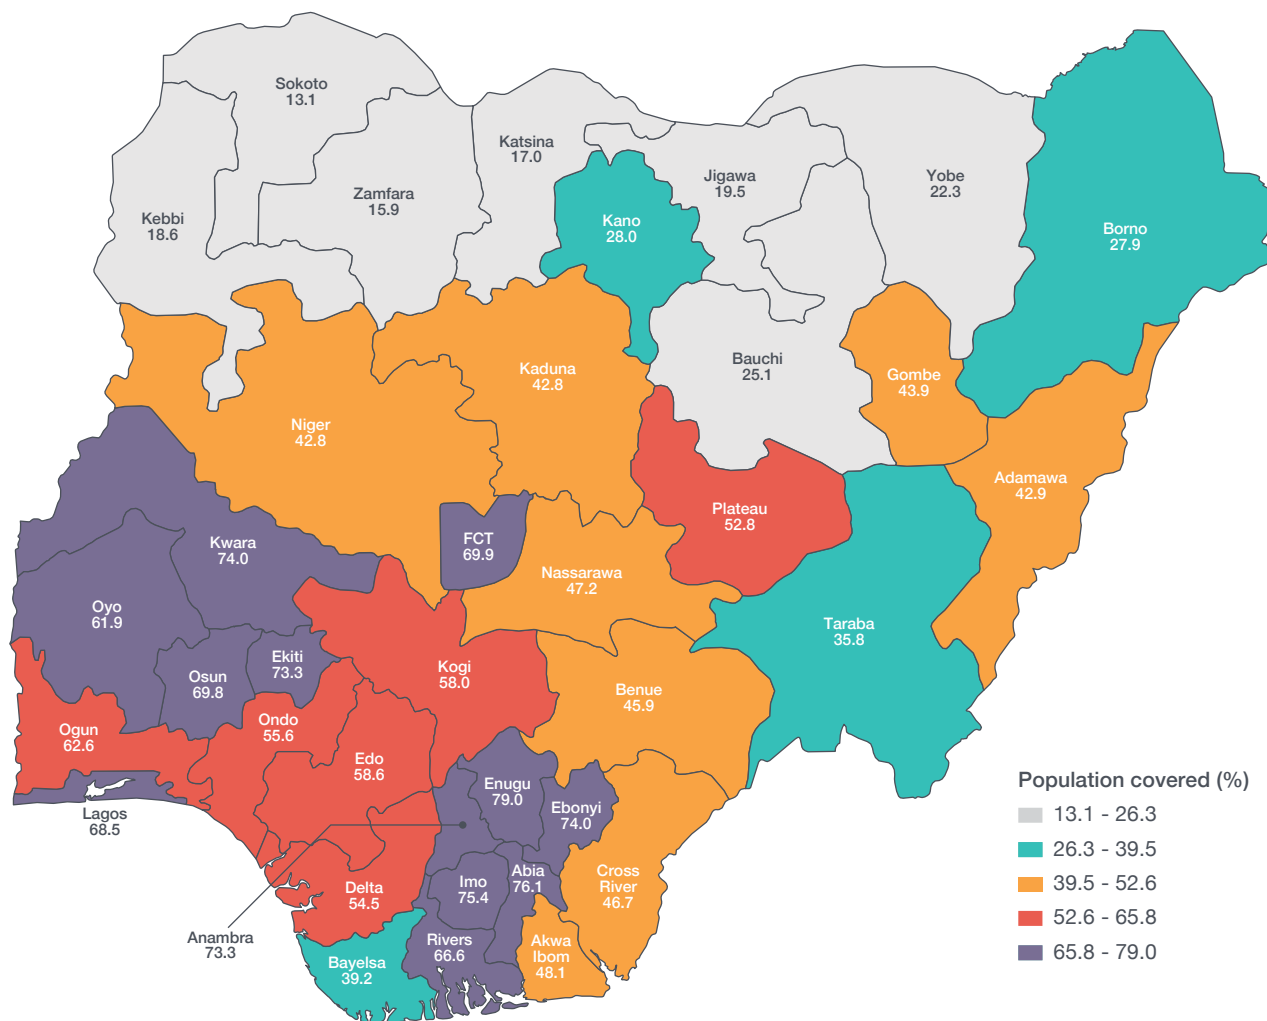 Sokoto
13.1
Katsina
17.0
Jigawa
19.5
Yobe
22.3
Zamfara
15.9
Kebbi
18.6
Kano
28.0
Borno
27.9
Bauchi
25.1
Kaduna
42.8
Gombe
43.9
Niger
42.8
Adamawa
42.9
Plateau
52.8
Kwara
74.0
FCT
69.9
Nassarawa
47.2
Oyo
61.9
Taraba
35.8
Osun
69.8
Ekiti
73.3
Kogi
58.0
Benue
45.9
Ogun
62.6
Ondo
55.6
Edo
58.6
Enugu
79.0
Ebonyi
74.0
Lagos
68.5
Delta
54.5
Imo
75.4
Abia
76.1
Cross
River
46.7
Anambra
73.3
Bayelsa
39.2
Rivers
66.6
Akwa
Ibom
48.1
Population covered (%)
13.1 - 26.3
26.3 - 39.5
39.5 - 52.6
52.6 - 65.8
65.8 - 79.0